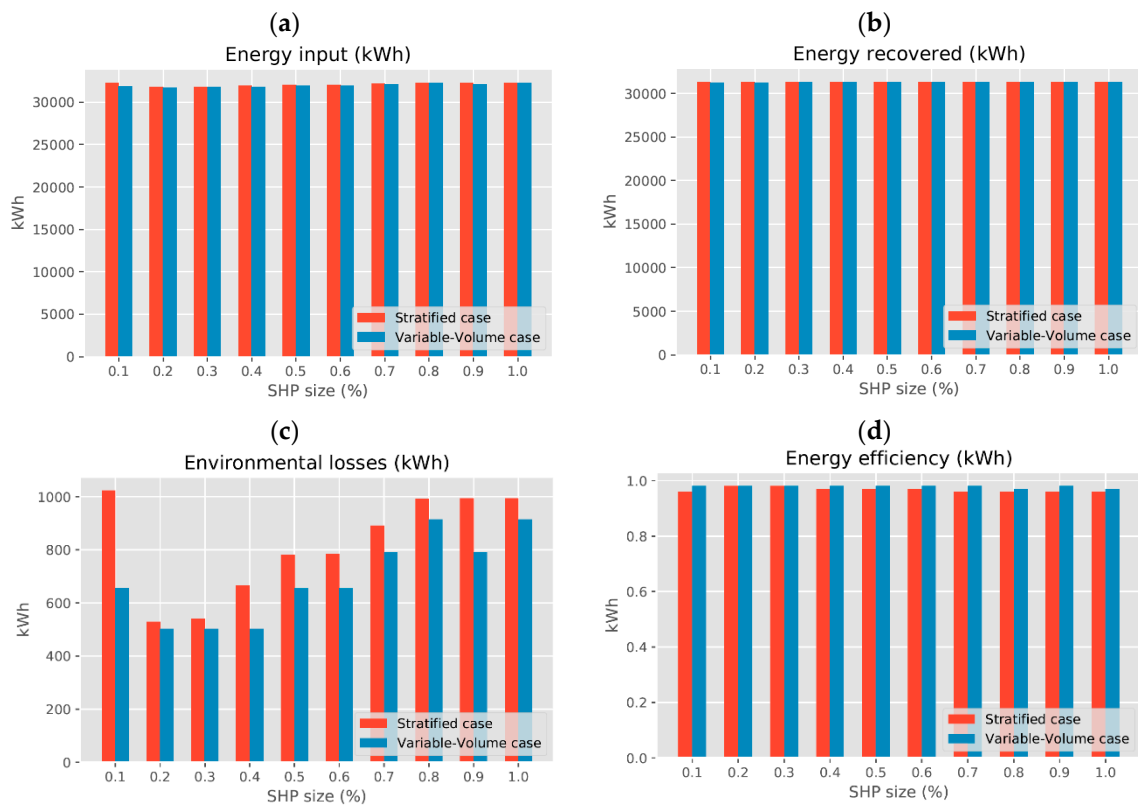 (a)
Energy input (kWh)
30000
25000
20000
15000
10000
5000
0
kWh
0.1 0.2 0.3 0.4 0.5 0.6 0.7 0.8 0.9 1.0
SHP size (%)
Stratified case
Variable-Volume case
(b)
Energy recovered (kWh)
30000
25000
20000
15000
10000
5000
0
kWh
0.1 0.2 0.3 0.4 0.5 0.6 0.7 0.8 0.9 1.0
SHP size (%)
Stratified case
Variable-Volume case
(c)
Environmental losses (kWh)
1000
800
600
400
200
0
kWh
0.1 0.2 0.3 0.4 0.5 0.6 0.7 0.8 0.9 1.0
SHP size (%)
Stratified case
Variable-Volume case
(d)
Energy efficiency (kWh)
1.0
0.8
0.6
0.4
0.2
0.0
kWh
0.1 0.2 0.3 0.4 0.5 0.6 0.7 0.8 0.9 1.0
SHP size (%)
Stratified case
Variable-Volume case